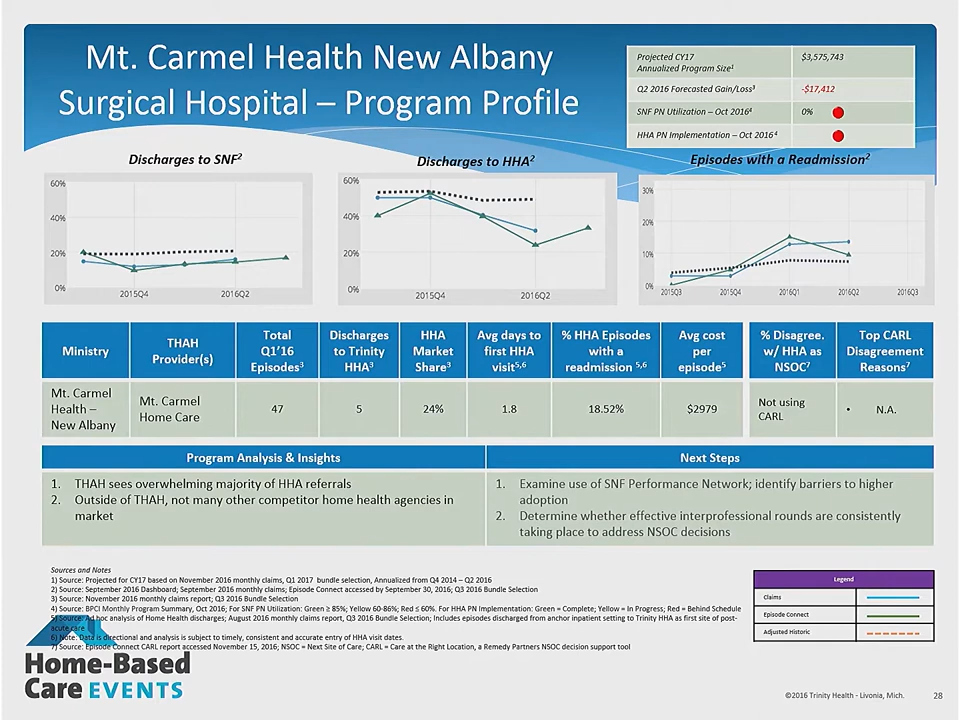 Mt. Carmel Health New Albany
Surgical Hospital – Program Profile
Projected CY17
Annualized Program Size1
$3,575,743
Q2 2016 Forecasted Gain/Loss3
-$17,412
SNF PN Utilization – Oct 20164
0%
HHA PN Implementation – Oct 2016 4
Discharges to SNF2
60%
40%
20%
0%
2015Q4
2016Q2
Discharges to HHA2
60%
40%
20%
0%
2015Q4
2016Q2
Episodes with a Readmission2
30%
20%
10%
0%
2015Q3
2015Q4
2016Q1
2016Q2
2016Q3
Ministry
THAH
Provider(s)
Total
Q1'16
Episodes3
Discharges
to Trinity
HHA3
HHA
Market
Share3
Avg days to
first HHA
visit5,6
% HHA Episodes
with a
readmission 5,6
Avg cost
per
episode5
% Disagree.
w/ HHA as
NSOC7
Top CARL
Disagreement
Reasons7
Mt. Carmel
Health –
New Albany
Mt. Carmel
Home Care
47
5
24%
1.8
18.52%
$2979
Not using
CARL
• N.A.
Program Analysis & Insights
1. THAH sees overwhelming majority of HHA referrals
2. Outside of THAH, not many other competitor home health agencies in
market
Next Steps
1. Examine use of SNF Performance Network; identify barriers to higher
adoption
2. Determine whether effective interprofessional rounds are consistently
taking place to address NSOC decisions
Sources and Notes
1) Source: Projected for CY17 based on November 2016 monthly claims, Q1 2017 bundle selection, Annualized from Q4 2014 – Q2 2016
2) Source: September 2016 Dashboard; September 2016 monthly claims; Episode Connect accessed by September 30, 2016; Q3 2016 Bundle Selection
3) Source: November 2016 monthly claims report; Q3 2016 Bundle Selection
4) Source: BPCI Monthly Program Summary, Oct 2016; For SNF PN Utilization: Green ≥ 85%; Yellow 60-86%; Red ≤ 60%. For HHA PN Implementation: Green = Complete; Yellow = In Progress; Red = Behind Schedule
5) Source: Ad hoc analysis of Home Health discharges; August 2016 monthly claims report, Q3 2016 Bundle Selection; Includes episodes discharged from anchor inpatient setting to Trinity HHA as first site of post-
acute care
6) Note: Data is directional and analysis is subject to timely, consistent and accurate entry of HHA visit dates.
7) Source: Episode Connect CARL report accessed November 15, 2016; NSOC = Next Site of Care; CARL = Care at the Right Location, a Remedy Partners NSOC decision support tool
Legend
Claims
Episode Connect
Adjusted Historic
Home-Based
Care EVENTS
©2016 Trinity Health - Livonia, Mich.
28